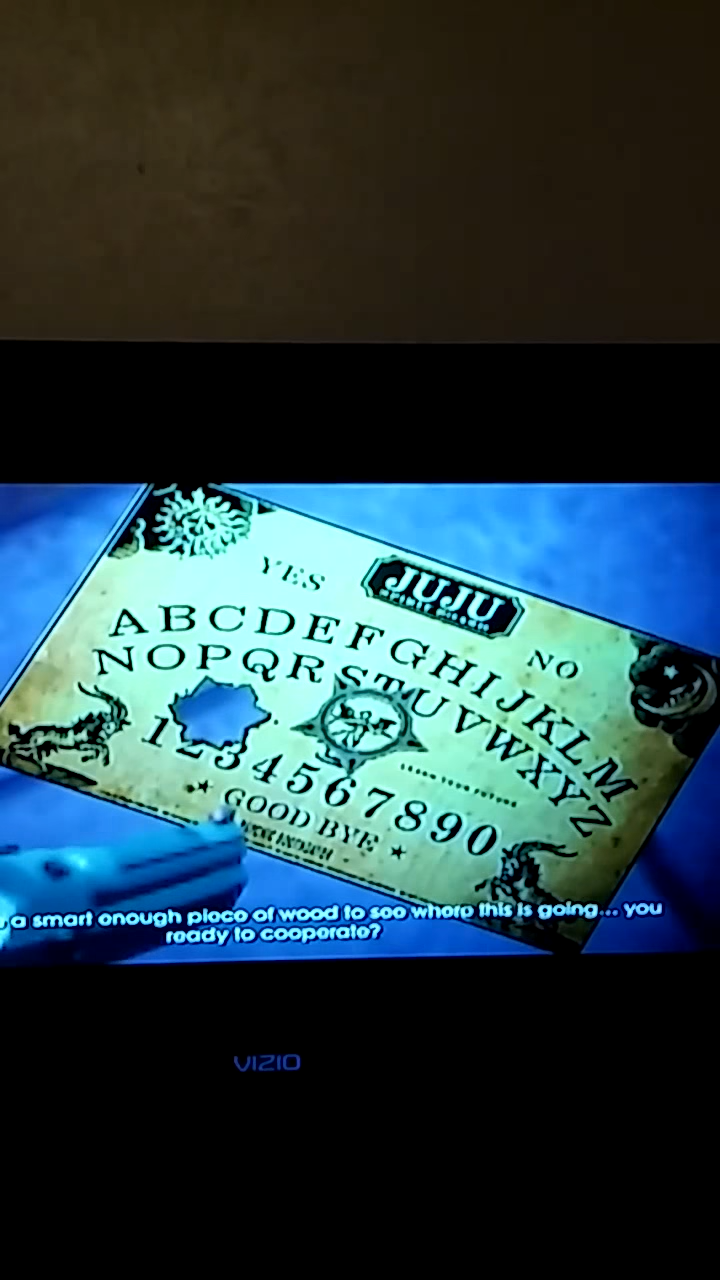 YES
JUJU
NO
ABCDEFGHIJKLM
NOPQRSTUVWXYZ
1234567890
GOOD BYE
a smart enough piece of wood to see where this is going... you
ready to cooperate?
VIZIO